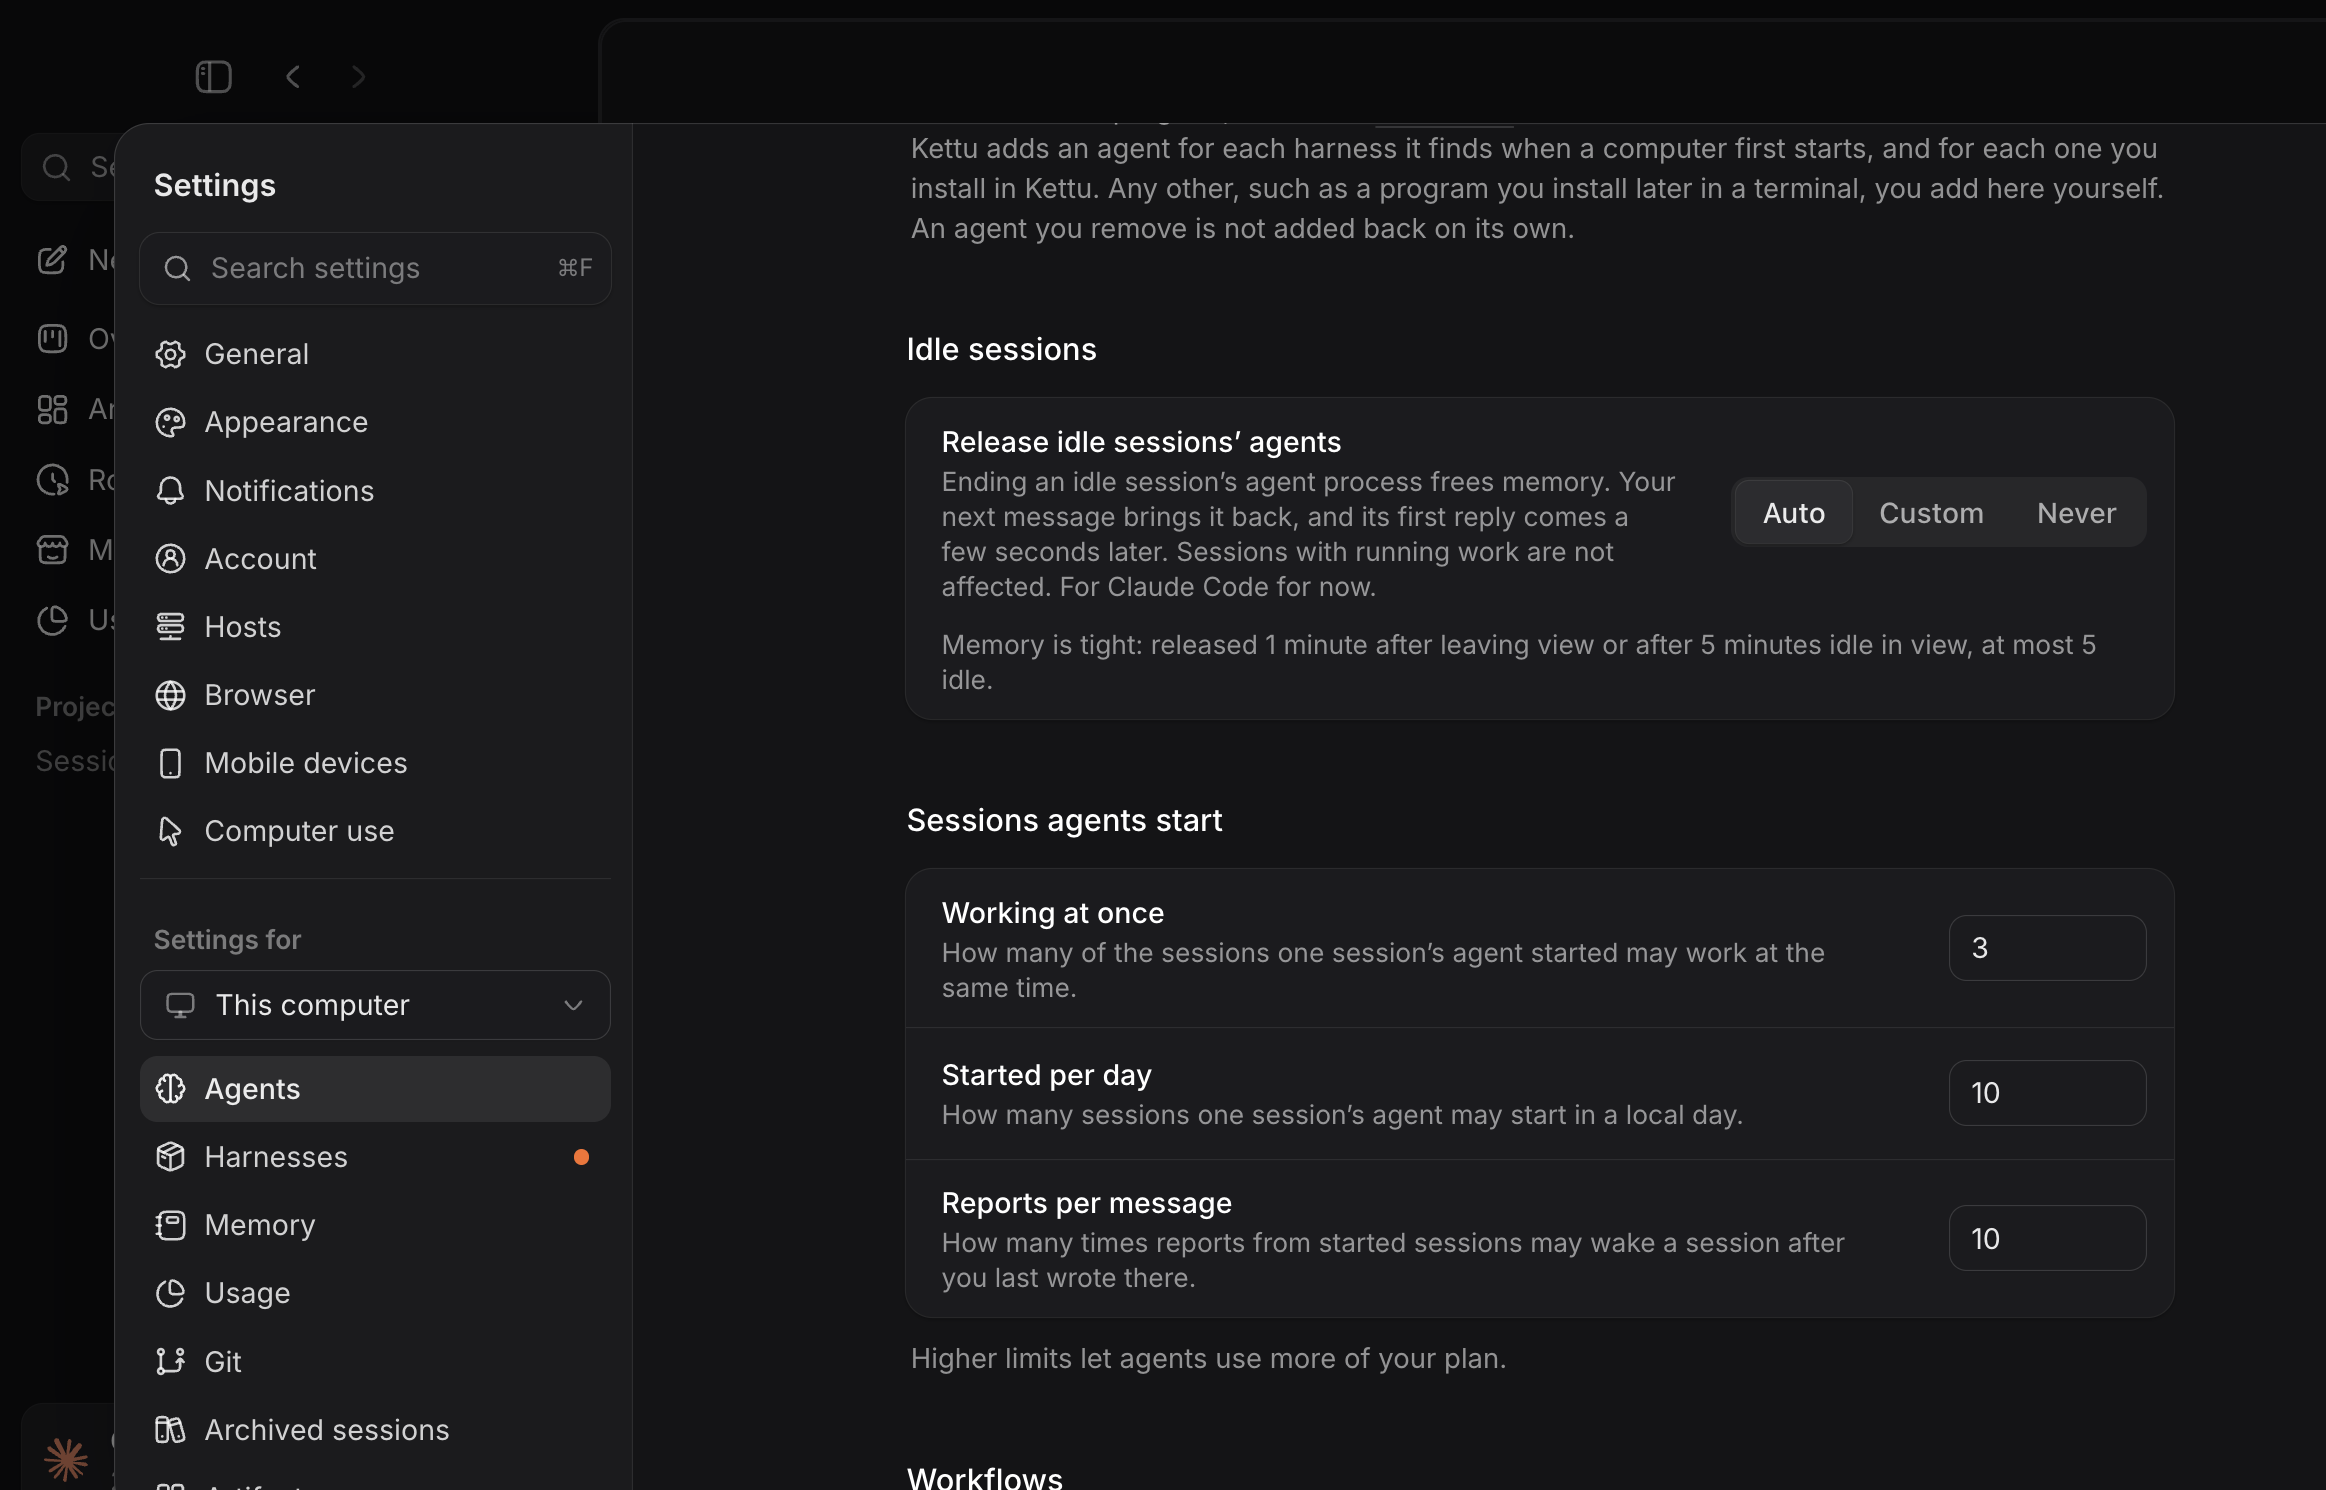 Settings
Search settings ⌘F
General
Appearance
Notifications
Account
Hosts
Browser
Mobile devices
Computer use
Settings for
This computer
Agents
Harnesses
Memory
Usage
Git
Archived sessions
Kettu adds an agent for each harness it finds when a computer first starts, and for each one you
install in Kettu. Any other, such as a program you install later in a terminal, you add here yourself.
An agent you remove is not added back on its own.
Idle sessions
Release idle sessions’ agents
Ending an idle session’s agent process frees memory. Your
next message brings it back, and its first reply comes a
few seconds later. Sessions with running work are not
affected. For Claude Code for now.
Auto Custom Never
Memory is tight: released 1 minute after leaving view or after 5 minutes idle in view, at most 5
idle.
Sessions agents start
Working at once
How many of the sessions one session’s agent started may work at the
same time.
3
Started per day
How many sessions one session’s agent may start in a local day.
10
Reports per message
How many times reports from started sessions may wake a session after
you last wrote there.
10
Higher limits let agents use more of your plan.
Workflows